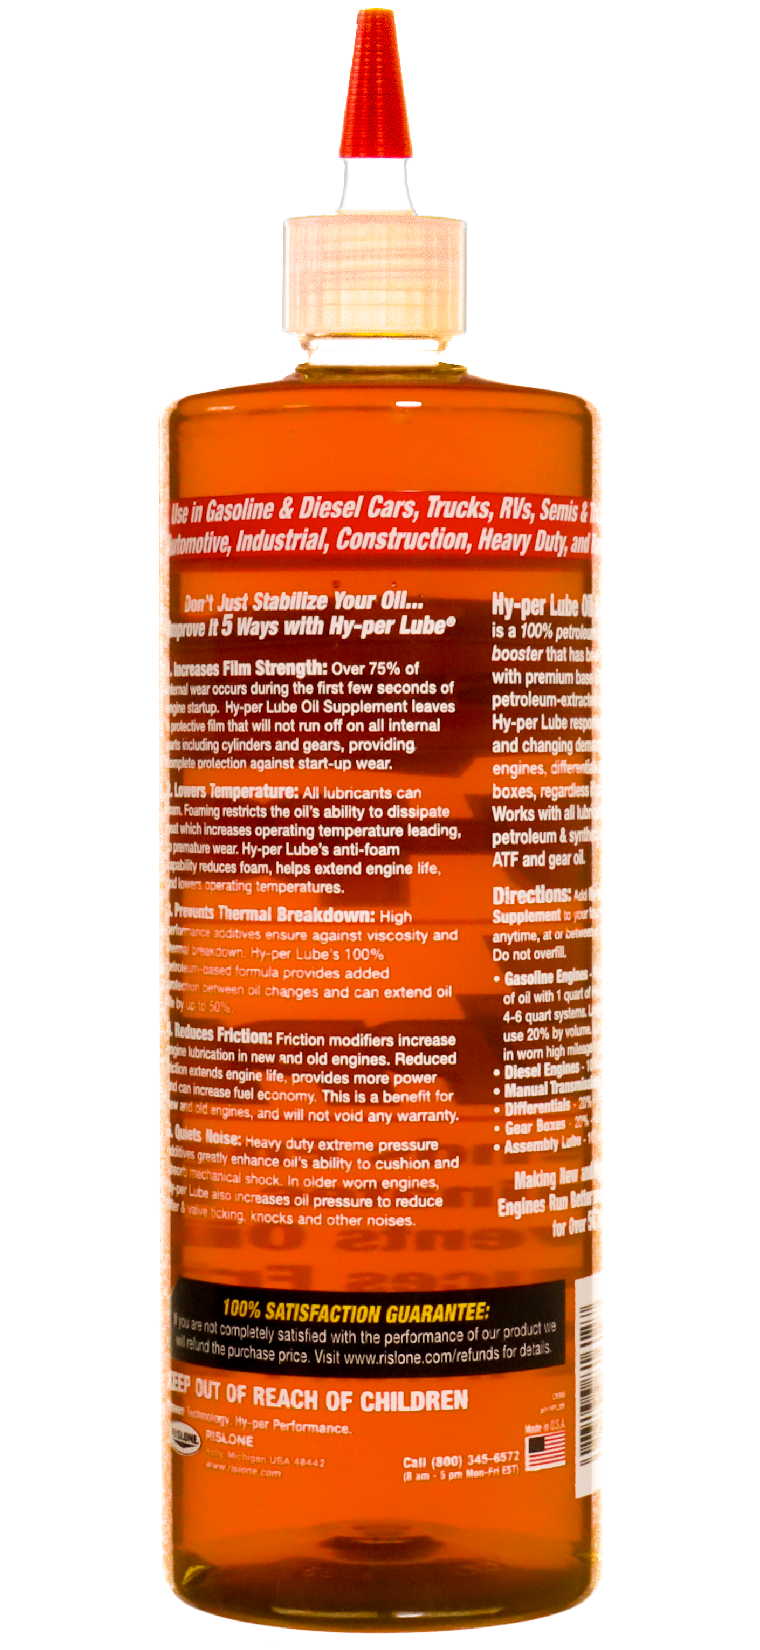 Use in Gasoline & Diesel Cars, Trucks, RVs, Semis &
Automotive, Industrial, Construction, Heavy Duty, and
Don't Just Stabilize Your Oil...
Improve It 5 Ways with Hy-per Lube®
Increases Film Strength: Over 75% of
internal wear occurs during the first few seconds of
engine startup. Hy-per Lube Oil Supplement leaves
protective film that will not run off on all internal
parts including cylinders and gears, providing
complete protection against start-up wear.
Lowers Temperature: All lubricants can
foam. Foaming restricts the oil's ability to dissipate
heat which increases operating temperature leading,
premature wear. Hy-per Lube's anti-foam
capability reduces foam, helps extend engine life,
and lowers operating temperatures.
Prevents Thermal Breakdown: High
performance additives ensure against viscosity and
thermal breakdown. Hy-per Lube's 100%
petroleum-based formula provides added
protection between oil changes and can extend oil
life by up to 50%.
Reduces Friction: Friction modifiers increase
engine lubrication in new and old engines. Reduced
friction extends engine life, provides more power
and can increase fuel economy. This is a benefit for
new and old engines, and will not void any warranty.
Quiets Noise: Heavy duty extreme pressure
additives greatly enhance oil's ability to cushion and
absorb mechanical shock. In older worn engines,
Hy-per Lube also increases oil pressure to reduce
& valve ticking, knocks and other noises.
Hy-per Lube
is a 100% petroleum
booster that has
with premium base
petroleum-extracte
Hy-per Lube
and changing
engines,
boxes, regardless
Works with all
petroleum &
ATF and gear oil.
Directions: Add
Supplement to your
anytime, at or between
Do not overfill.
• Gasoline Engines -
of oil with 1 quart of
4-6 quart systems.
use 20% by volume.
in worn high mileage
• Diesel Engines -
• Manual
• Differentials - 20%
• Gear Boxes -
• Assembly Lube -
Making New and
Engines Run Better
for Over
100% SATISFACTION GUARANTEE:
If you are not completely satisfied with the performance of our product we
will refund the purchase price. Visit www.rislone.com/refunds for details.
KEEP OUT OF REACH OF CHILDREN
Technology. Hy-per Performance.
RISLONE
RISLONE
Holly, Michigan USA 48442
www.rislone.com
Call (800) 345-6572
(8 am - 5 pm Mon-Fri EST)
Made in U.S.A.